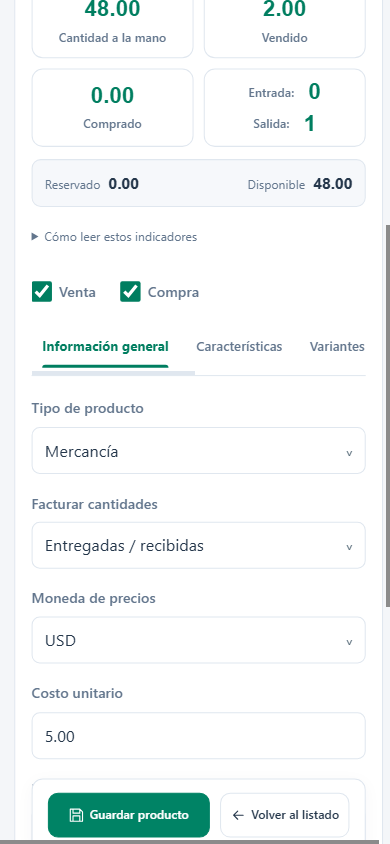 48.00
Cantidad a la mano
2.00
Vendido
0.00
Comprado
Entrada: 0
Salida: 1
Reservado 0.00
Disponible 48.00
Cómo leer estos indicadores
Venta
Compra
Información general
Características
Variantes
Tipo de producto
Mercancía
Facturar cantidades
Entregadas / recibidas
Moneda de precios
USD
Costo unitario
5.00
Guardar producto
Volver al listado